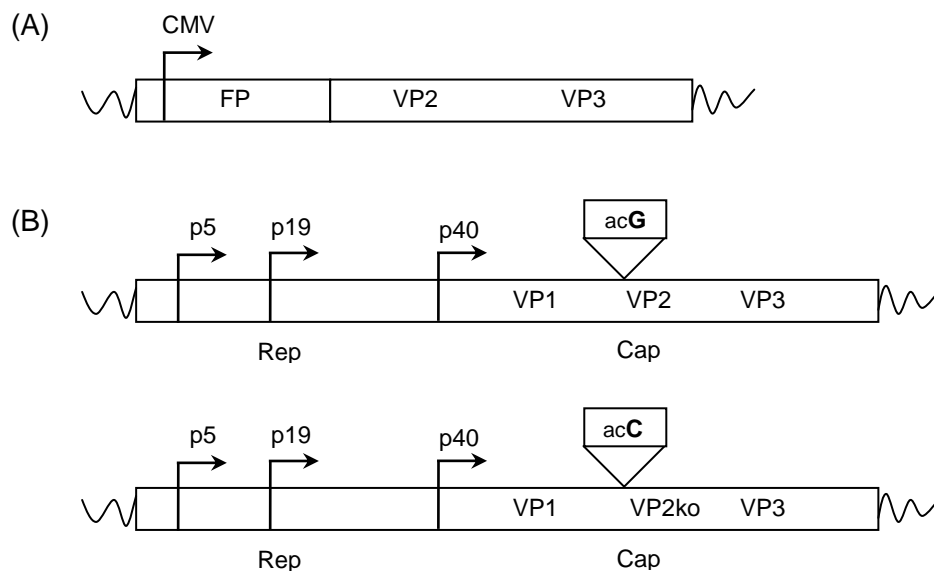 (A)
CMV
FP VP2 VP3
(B)
acG
p5 p19 p40
VP1 VP2 VP3
Rep Cap
acC
p5 p19 p40
VP1 VP2ko VP3
Rep Cap